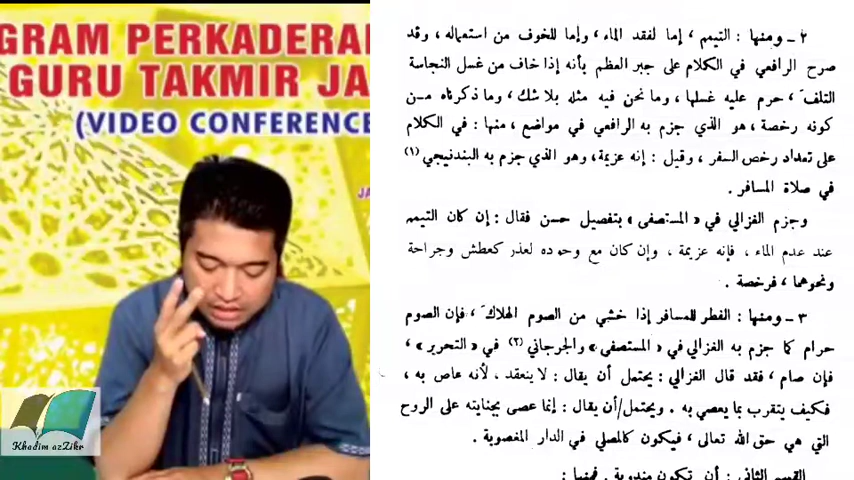 GRAM PERKADERA
GURU TAKMIR JA
(VIDEO CONFERENCE
JA
Khadim azZikr
٢ ـ ومنها : التيمم ، إما لفقد الماء ، وإما للخوف من استعماله ، وقد
صرح الرافعي في الكلام على جبر العظم بأنه إذا خاف من غسل النجاسة
التلفَ ، حرم عليه غسلها ، وما نحن فيه مثله بلا شك ، وما ذكرناه من
كونه رخصة ، هو الذي جزم به الرافعي في مواضع ، منها : في الكلام
على تعداد رخص السفر ، وقيل : إنه عزيمة ، وهو الذي جزم به البندنيجي (١)
في صلاة المسافر .
وجزم الغزالي في « المستصفى » بتفصيل حسن فقال : إن كان التيمم
عند عدم الماء ، فإنه عزيمة ، وإن كان مع وجوده لعذر كعطش وجراحة
ونحوهما ، فرخصة .
٣ ـ ومنها : الفطر للمسافر إذا خشي من الصوم الهلاكَ ، فإن الصوم
حرام كما جزم به الغزالي في « المستصفى » والجرجاني (٢) في « التحرير » ،
فإن صام ، فقد قال الغزالي : يحتمل أن يقال : لا ينعقد ، لأنه عاص به ،
فكيف يتقرب بما يعصي به . ويحتمل أن يقال : إنما عصى بجنايته على الروح
التي هي حق الله تعالى ، فيكون كالمصلي في الدار المغصوبة .
القسم الثاني : أن تكون مندوبة . فمنها :